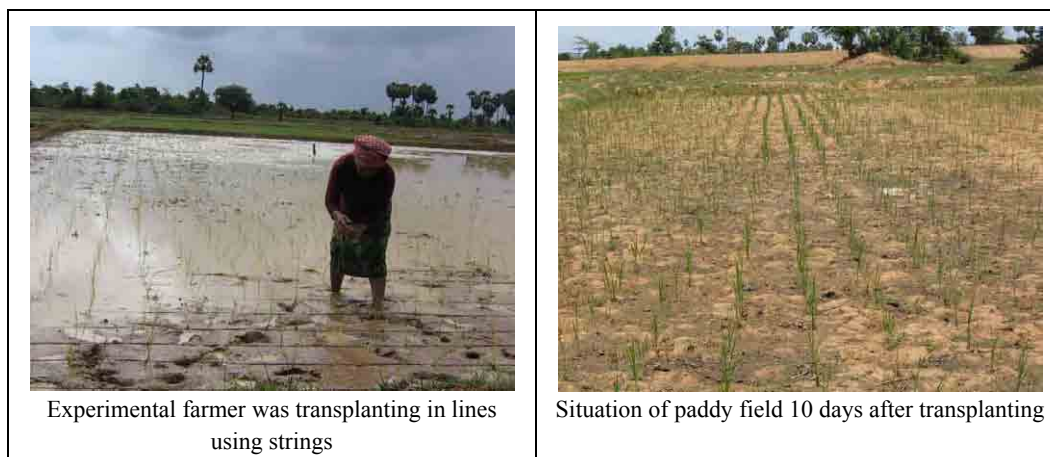 Experimental farmer was transplanting in lines
using strings
Situation of paddy field 10 days after transplanting